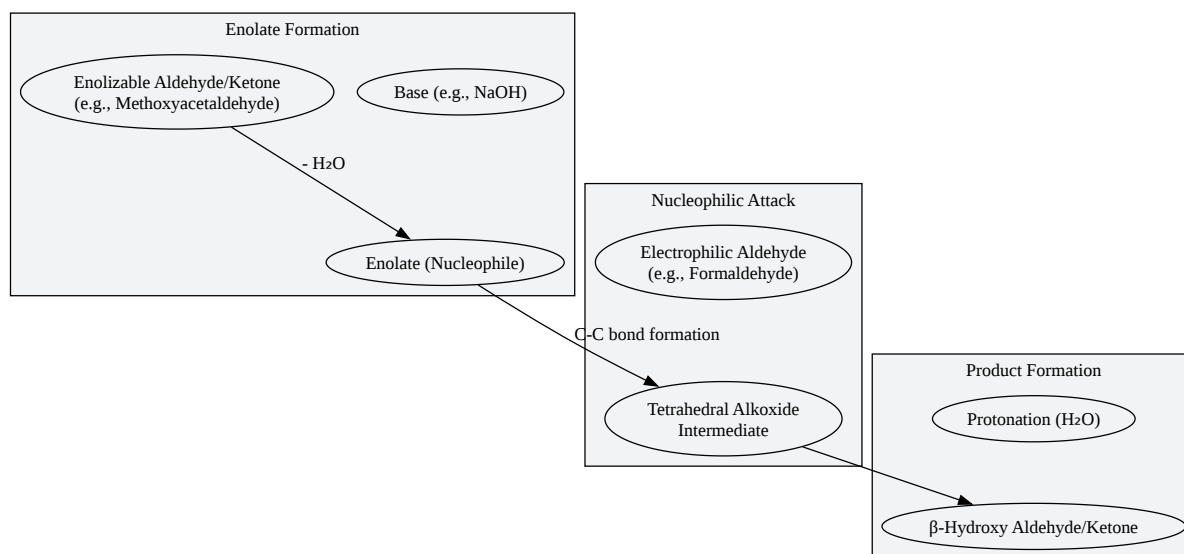 Enolate Formation
Enolizable Aldehyde/Ketone
(e.g., Methoxyacetaldehyde)
Base (e.g., NaOH)
- H₂O
Enolate (Nucleophile)
Nucleophilic Attack
Electrophilic Aldehyde
(e.g., Formaldehyde)
C-C bond formation
Tetrahedral Alkoxide
Intermediate
Product Formation
Protonation (H₂O)
β-Hydroxy Aldehyde/Ketone